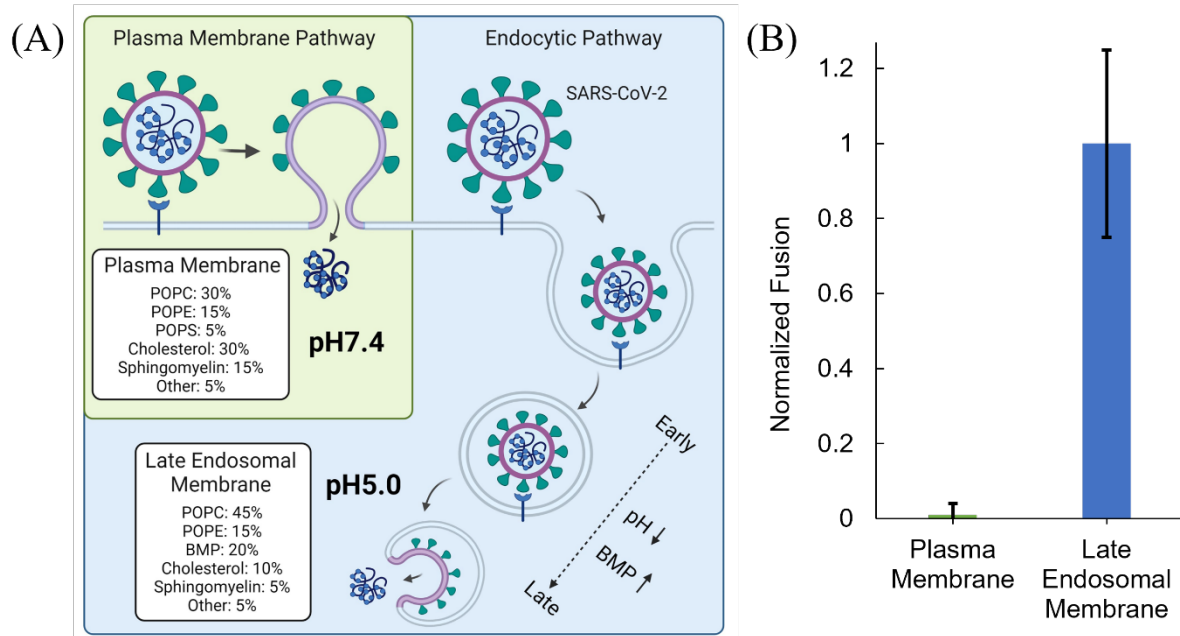 (A)
Plasma Membrane Pathway
Endocytic Pathway
SARS-CoV-2
Plasma Membrane
POPC: 30%
POPE: 15%
POPS: 5%
Cholesterol: 30%
Sphingomyelin: 15%
Other: 5%
pH7.4
Late Endosomal
Membrane
POPC: 45%
POPE: 15%
BMP: 20%
Cholesterol: 10%
Sphingomyelin: 5%
Other: 5%
pH5.0
Early
pH ↓
BMP ↑
Late
(B)
Normalized Fusion
1.2
1
0.8
0.6
0.4
0.2
0
Plasma
Membrane
Late
Endosomal
Membrane